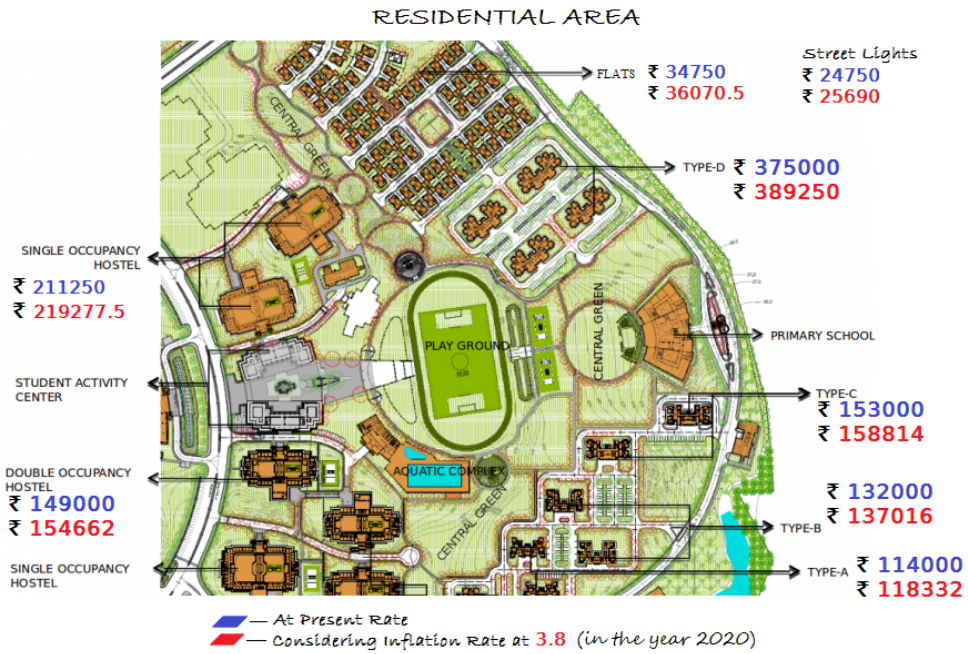 RESIDENTIAL AREA
FLATS ₹ 34750
₹ 36070.5
Street Lights
₹ 24750
₹ 25690
CENTRAL GREEN
TYPE-D ₹ 375000
₹ 389250
SINGLE OCCUPANCY
HOSTEL
₹ 211250
₹ 219277.5
PLAY GROUND
CENTRAL GREEN
PRIMARY SCHOOL
STUDENT ACTIVITY
CENTER
TYPE-C
₹ 153000
₹ 158814
DOUBLE OCCUPANCY
HOSTEL
₹ 149000
₹ 154662
AQUATIC COMPLEX
CENTRAL GREEN
₹ 132000
₹ 137016
TYPE-B
SINGLE OCCUPANCY
HOSTEL
TYPE-A ₹ 114000
₹ 118332
— At Present Rate
— Considering Inflation Rate at 3.8 (in the year 2020)